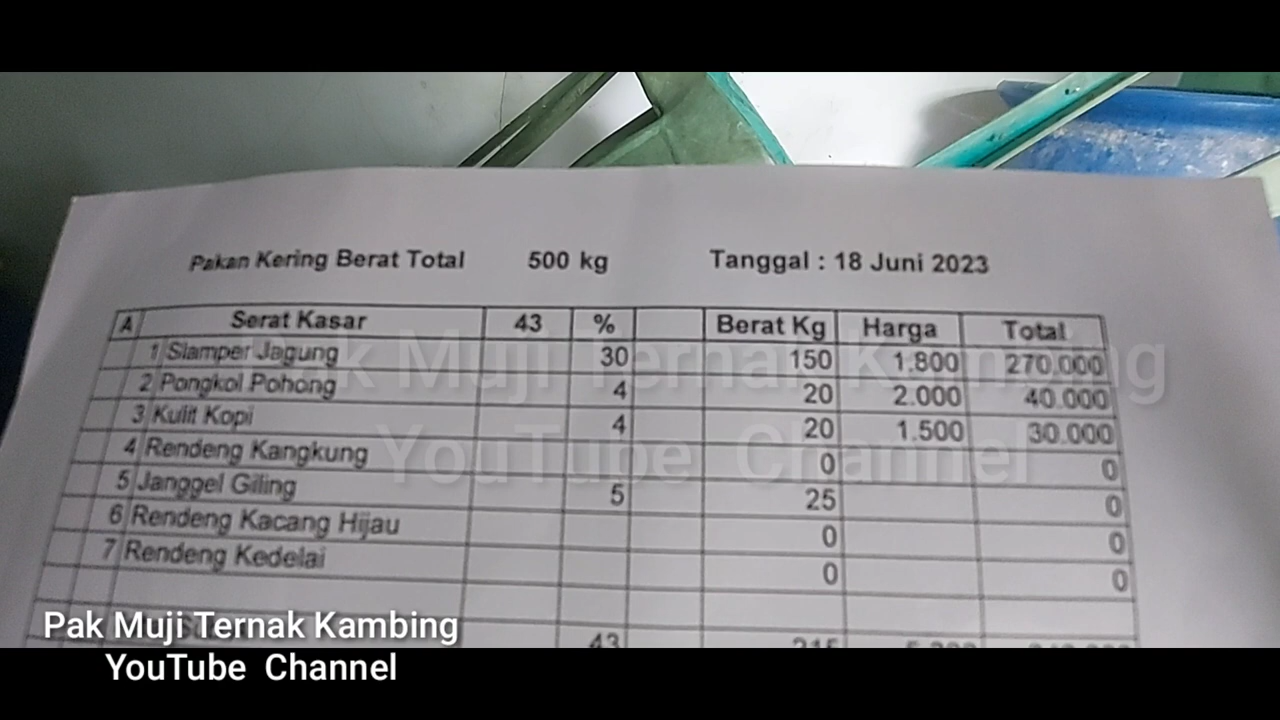 Pakan Kering Berat Total 500 kg Tanggal : 18 Juni 2023
A Serat Kasar 43 % Berat Kg Harga Total
1 Slamper Jagung 30 150 1.800 270.000
2 Pongkol Pohong 4 20 2.000 40.000
3 Kulit Kopi 4 20 1.500 30.000
4 Rendeng Kangkung 0 0
5 Janggel Giling 5 25 0
6 Rendeng Kacang Hijau 0 0
7 Rendeng Kedelai 0 0
43 215
Pak Muji Ternak Kambing
YouTube Channel
Pak Muji Ternak Kambing
YouTube Channel